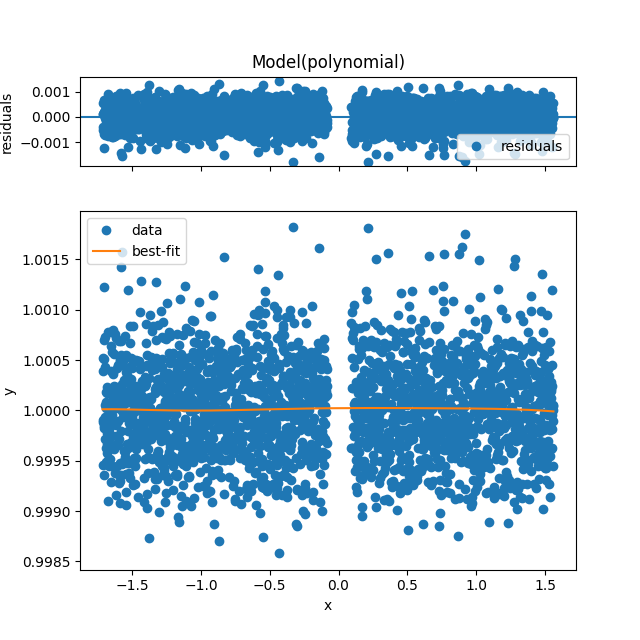 Model(polynomial)
residuals
0.001
0.000
−0.001
residuals
y
1.0015
1.0010
1.0005
1.0000
0.9995
0.9990
0.9985
data
best-fit
−1.5 −1.0 −0.5 0.0 0.5 1.0 1.5
x